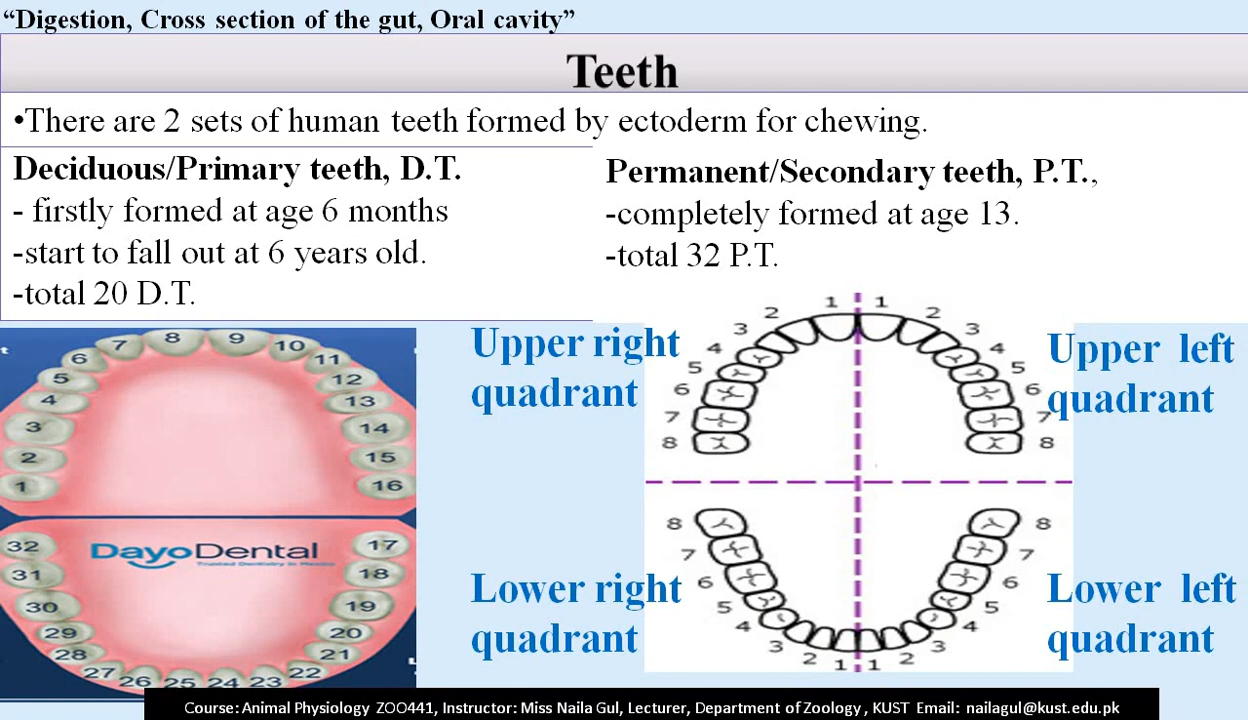 “Digestion, Cross section of the gut, Oral cavity”
Teeth
•There are 2 sets of human teeth formed by ectoderm for chewing.
Deciduous/Primary teeth, D.T.
- firstly formed at age 6 months
-start to fall out at 6 years old.
-total 20 D.T.
Permanent/Secondary teeth, P.T.,
-completely formed at age 13.
-total 32 P.T.
1
2
3
4
5
6
7
8
9
10
11
12
13
14
15
16
32
31
30
29
28
27
26
25
24
23
22
21
20
19
18
17
DayoDental
Trusted Dentistry in Mexico
Upper right
quadrant
Upper left
quadrant
1 1
2 2
3 3
4 4
5 5
6 6
7 7
8 8
8 8
7 7
6 6
5 5
4 4
3 3
2 2
1 1
Lower right
quadrant
Lower left
quadrant
Course: Animal Physiology ZOO441, Instructor: Miss Naila Gul, Lecturer, Department of Zoology , KUST Email: nailagul@kust.edu.pk